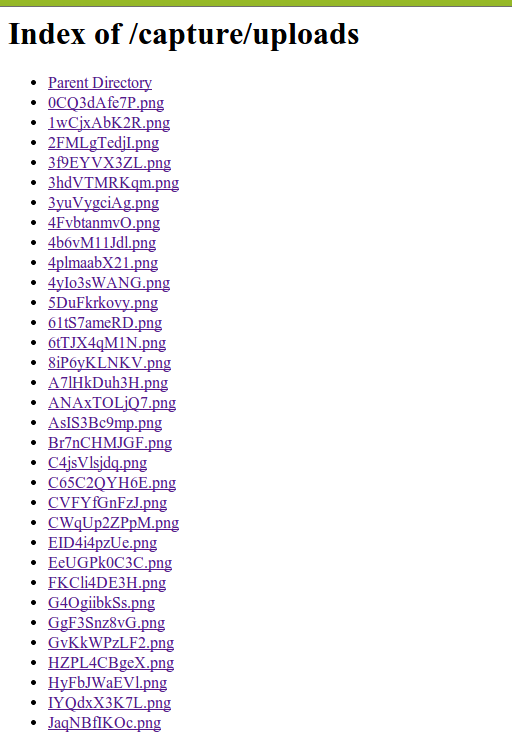 Index of /capture/uploads
Parent Directory
0CQ3dAfe7P.png
1wCjxAbK2R.png
2FMLgTedjI.png
3f9EYVX3ZL.png
3hdVTMRKqm.png
3yuVygciAg.png
4FvbtanmvO.png
4b6vM11Jdl.png
4plmaabX21.png
4yIo3sWANG.png
5DuFkrkovy.png
61tS7ameRD.png
6tTJX4qM1N.png
8iP6yKLNKV.png
A7lHkDuh3H.png
ANAxTOLjQ7.png
AsIS3Bc9mp.png
Br7nCHMJGF.png
C4jsVlsjdq.png
C65C2QYH6E.png
CVFYfGnFzJ.png
CWqUp2ZPpM.png
EID4i4pzUe.png
EeUGPk0C3C.png
FKCli4DE3H.png
G4OgiibkSs.png
GgF3Snz8vG.png
GvKkWPzLF2.png
HZPL4CBgeX.png
HyFbJWaEVl.png
IYQdxX3K7L.png
JaqNBfIKOc.png